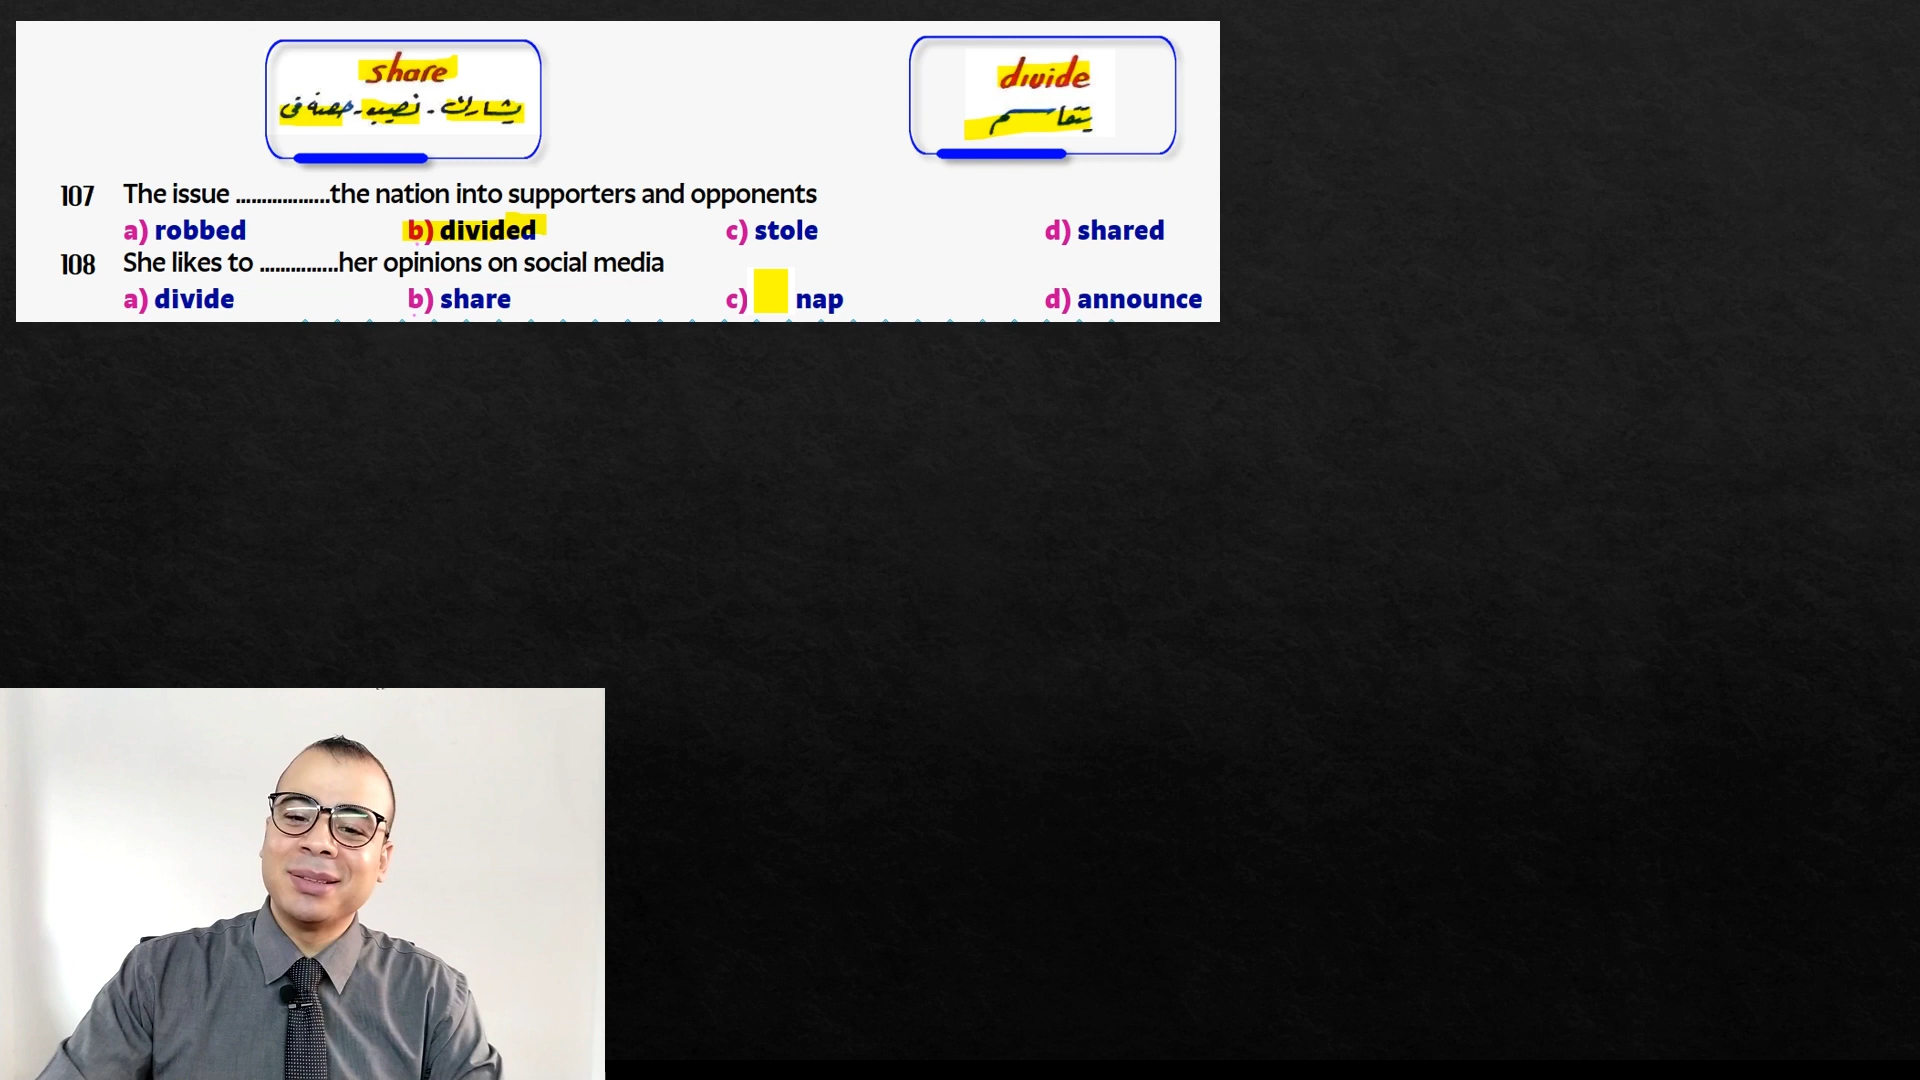 share
يشارك - نصيب - حصة فى
divide
يتقاسم
107 The issue ..................the nation into supporters and opponents
a) robbed b) divided c) stole d) shared
108 She likes to ...............her opinions on social media
a) divide b) share c) nap d) announce